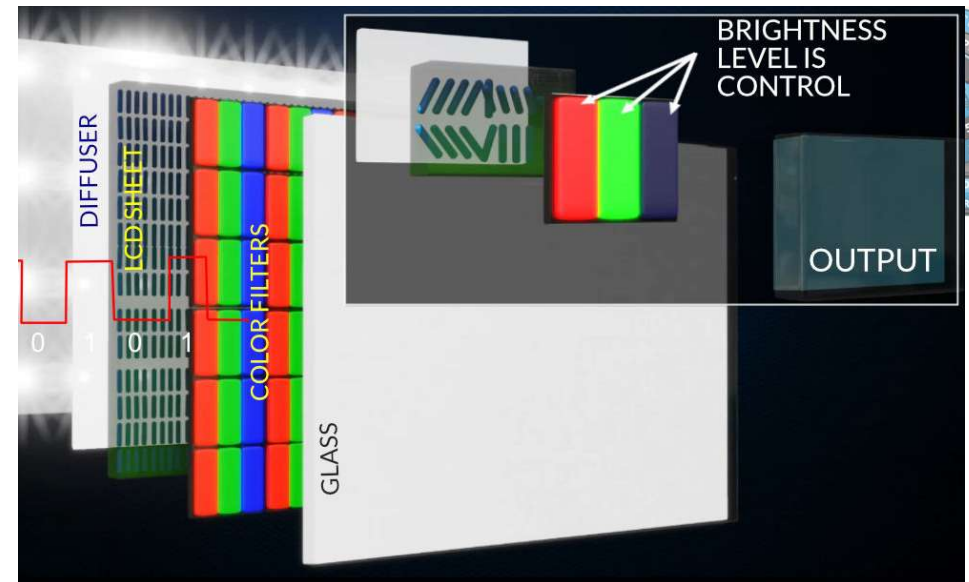 BRIGHTNESS
LEVEL IS
CONTROL
DIFFUSER
LCD SHEET
COLOR FILTERS
GLASS
OUTPUT
0 1 0 1